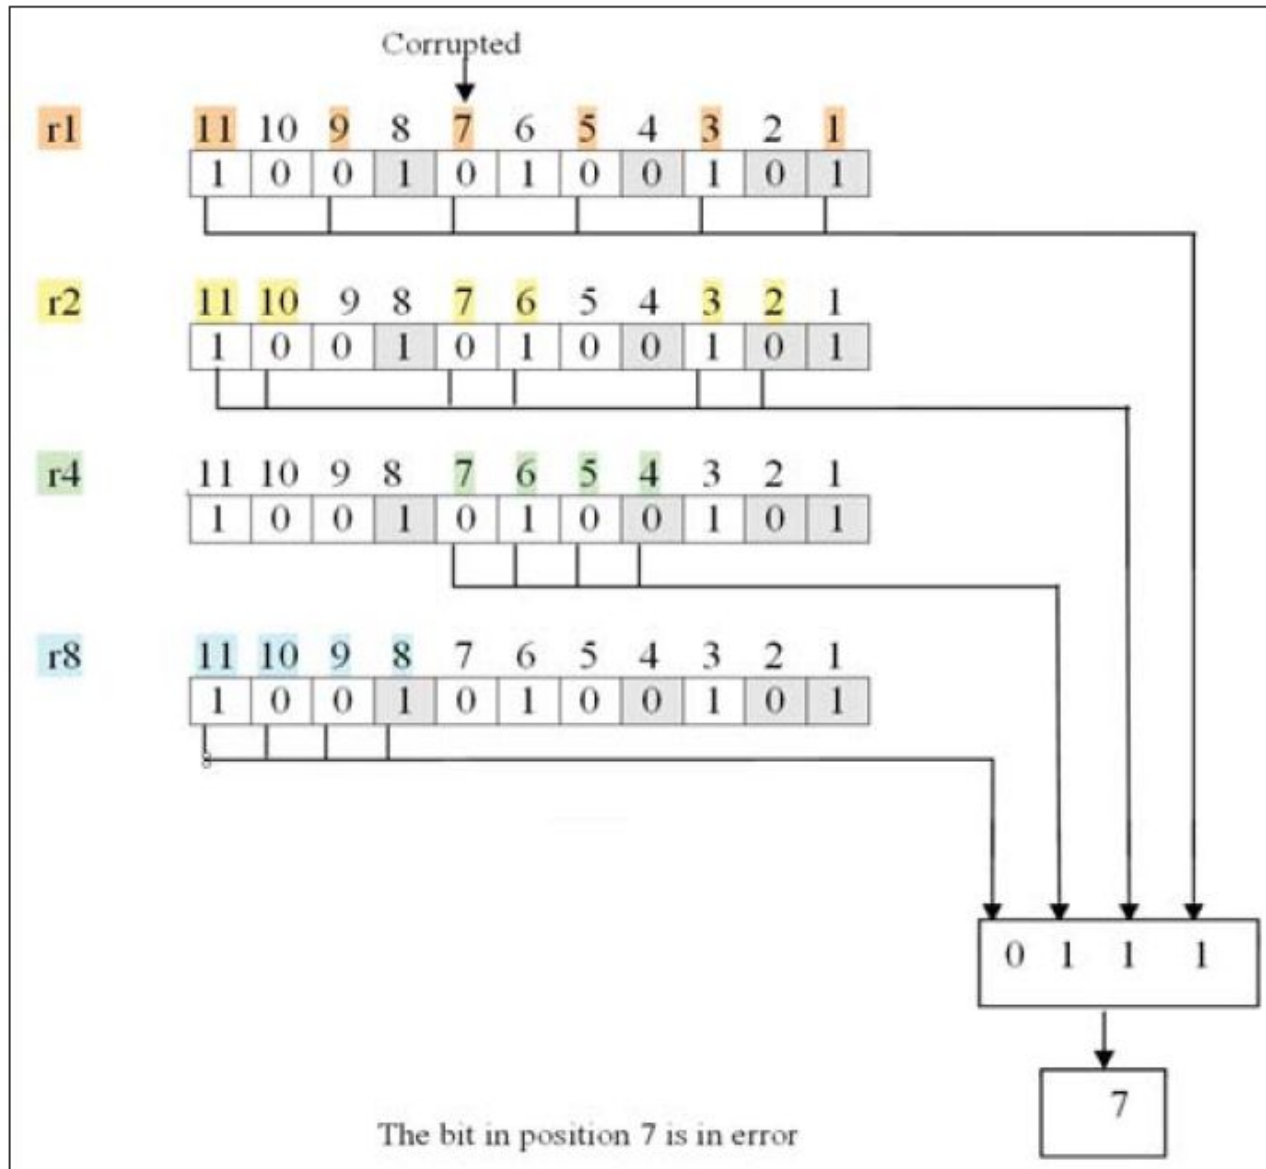 Corrupted
r1 11 10 9 8 7 6 5 4 3 2 1
1 0 0 1 0 1 0 0 1 0 1
r2 11 10 9 8 7 6 5 4 3 2 1
1 0 0 1 0 1 0 0 1 0 1
r4 11 10 9 8 7 6 5 4 3 2 1
1 0 0 1 0 1 0 0 1 0 1
r8 11 10 9 8 7 6 5 4 3 2 1
1 0 0 1 0 1 0 0 1 0 1
0 1 1 1
7
The bit in position 7 is in error